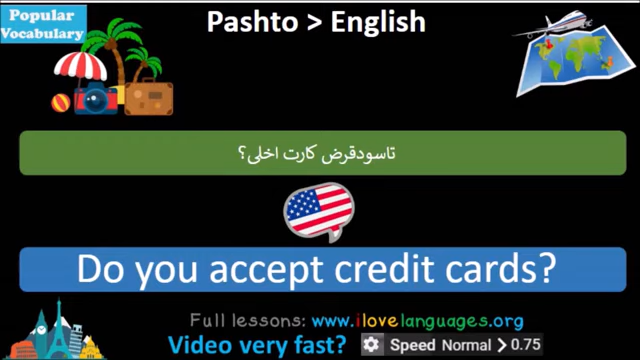 Popular
Vocabulary
Pashto > English
تاسودقرض کارت اخلی؟
Do you accept credit cards?
Full lessons: www.ilovelanguages.org
Video very fast? Speed Normal > 0.75